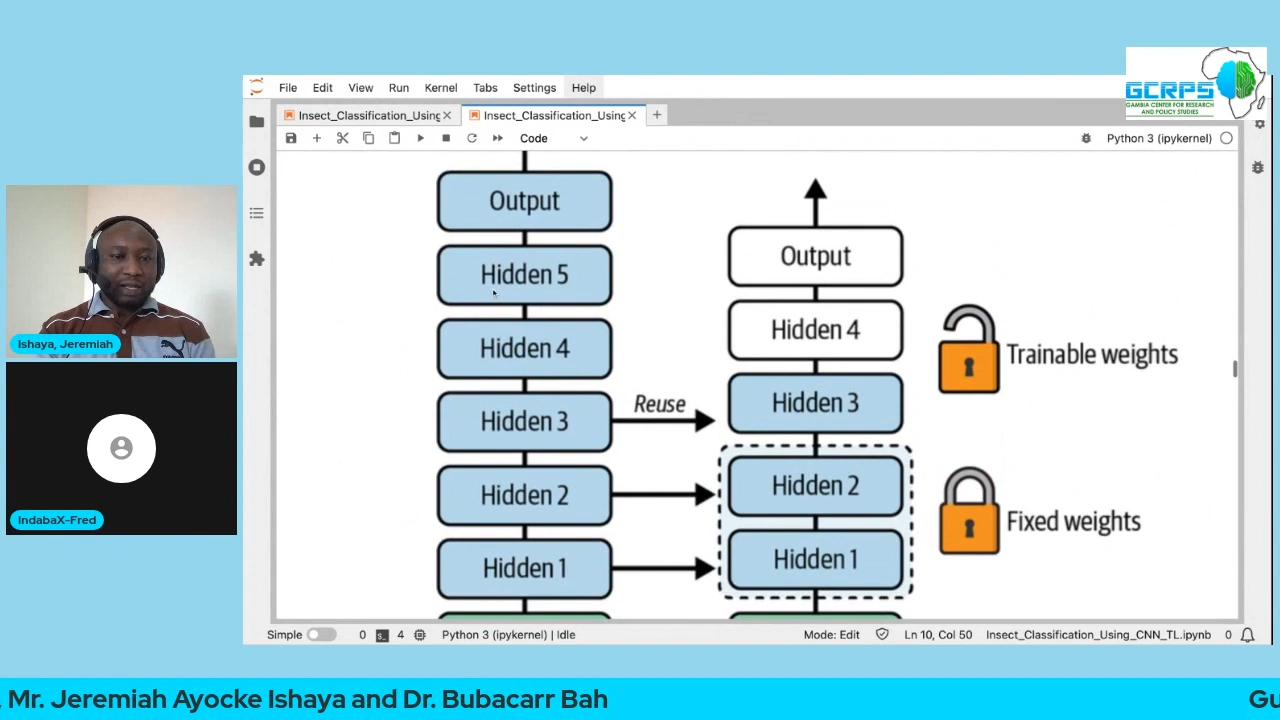 GCRPS
GAMBIA CENTER FOR RESEARCH
AND POLICY STUDIES
File Edit View Run Kernel Tabs Settings Help
Insect_Classification_Using Insect_Classification_Using
Code
Python 3 (ipykernel)
Output
Hidden 5
Hidden 4
Hidden 3
Hidden 2
Hidden 1
Reuse
Output
Hidden 4
Hidden 3
Hidden 2
Hidden 1
Trainable weights
Fixed weights
Ishaya, Jeremiah
IndabaX-Fred
Simple 0 4 Python 3 (ipykernel) | Idle Mode: Edit Ln 10, Col 50 Insect_Classification_Using_CNN_TL.ipynb 0
, Mr. Jeremiah Ayocke Ishaya and Dr. Bubacarr Bah Gu